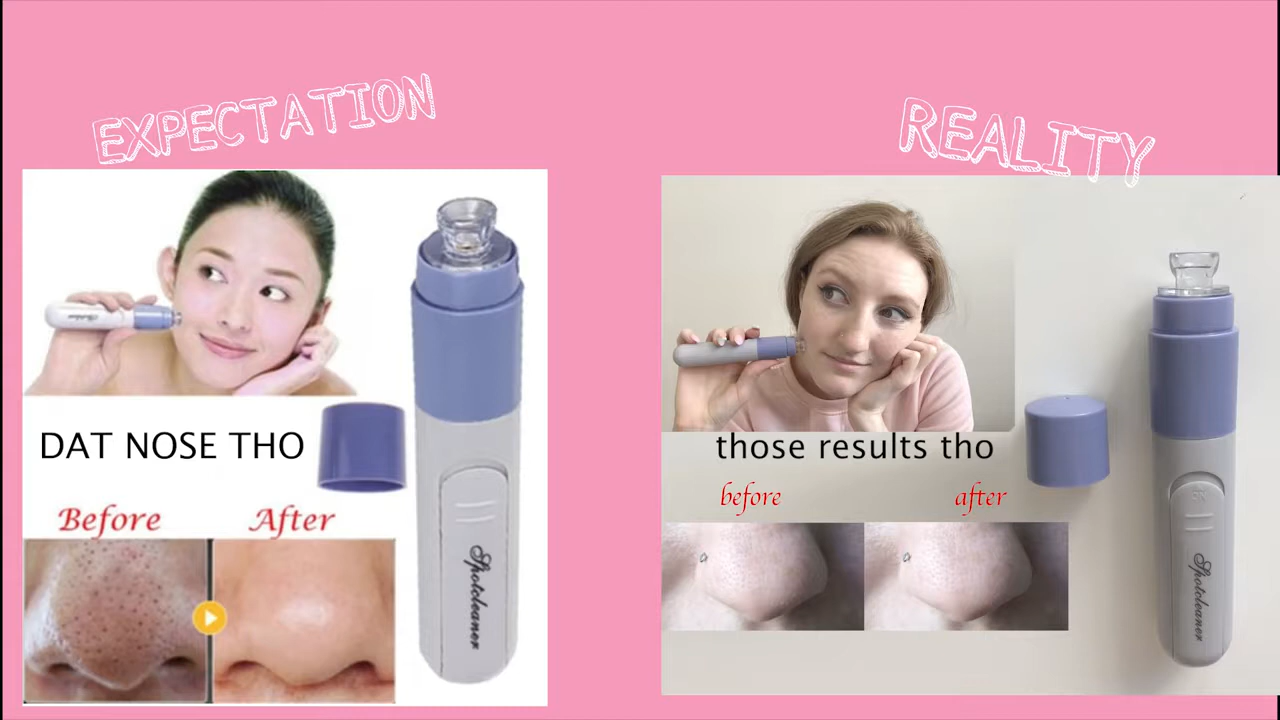 EXPECTATION
REALITY
DAT NOSE THO
Before
After
Spotcleaner
those results tho
before
after
Spotcleaner